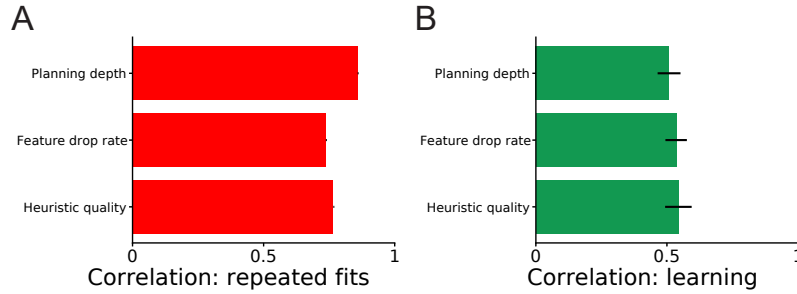 A
Planning depth
Feature drop rate
Heuristic quality
0
0.5
1
Correlation: repeated fits
B
Planning depth
Feature drop rate
Heuristic quality
0
0.5
1
Correlation: learning